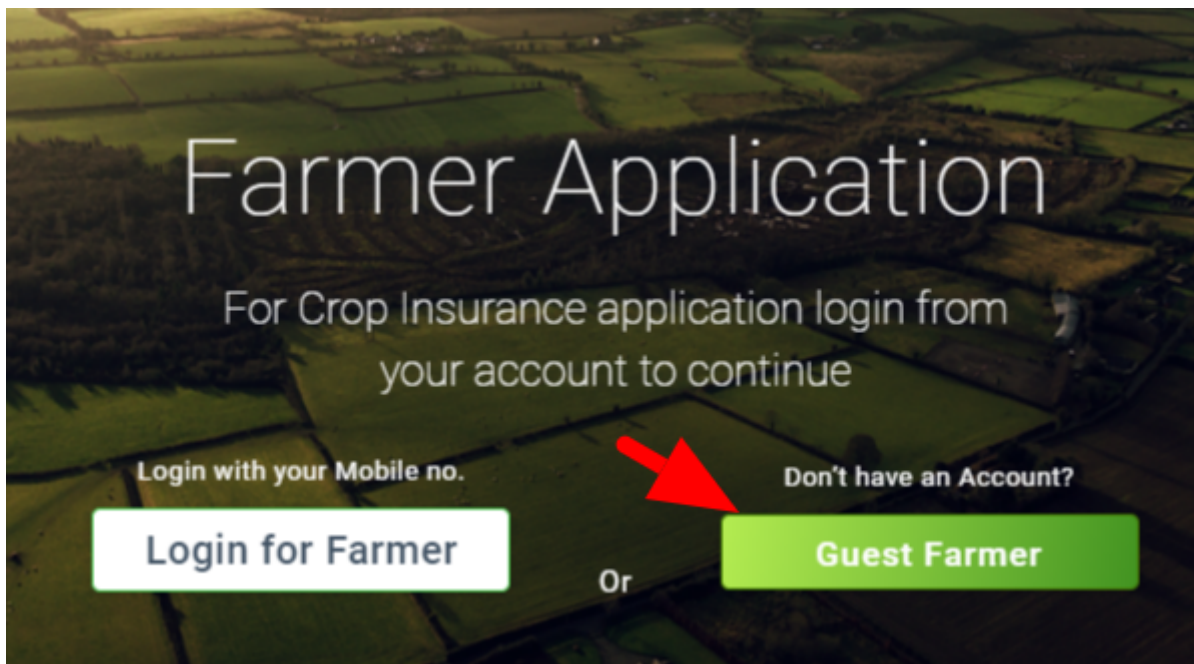 Farmer Application
For Crop Insurance application login from
your account to continue
Login with your Mobile no.
Login for Farmer
Or
Don't have an Account?
Guest Farmer